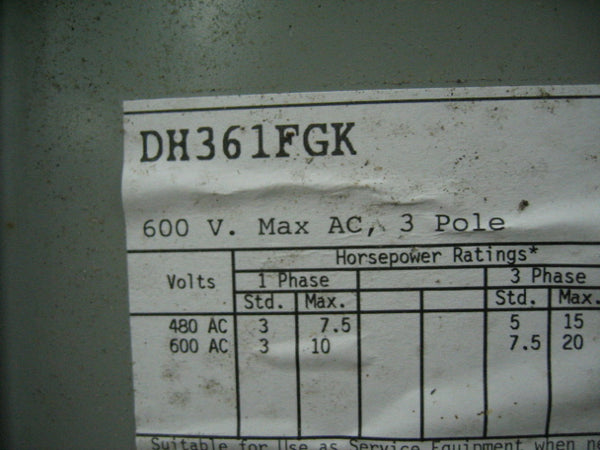 DH361FGK
600 V. Max AC, 3 Pole
Horsepower Ratings*
Volts 1 Phase 3 Phase
Std. Max. Std. Max.
480 AC 3 7.5 5 15
600 AC 3 10 7.5 20
Suitable for Use as Service Equipment when